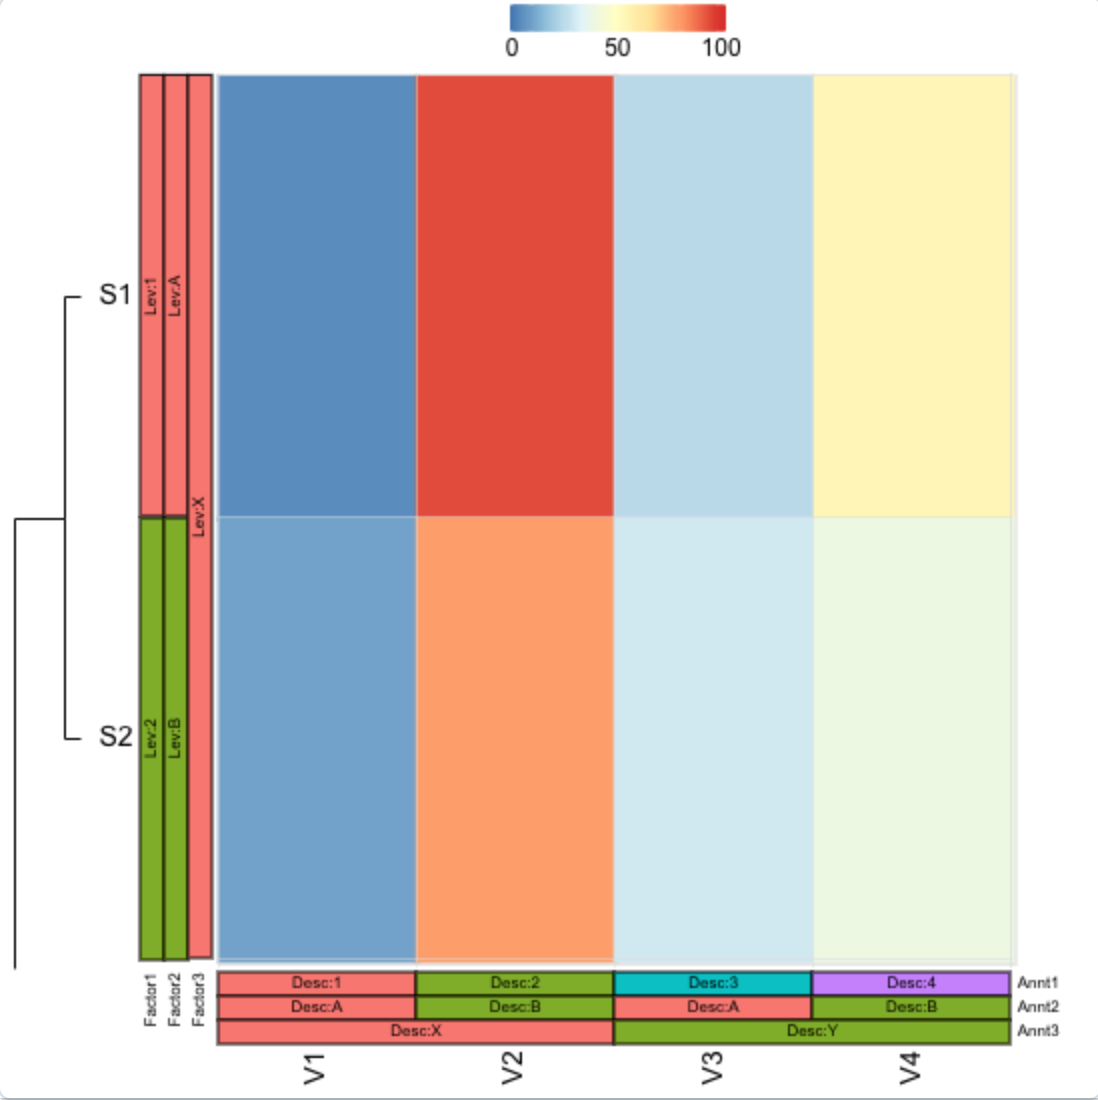 0 50 100
S1
Lev:1
Lev:A
Lev:X
S2
Lev:2
Lev:B
Factor1
Factor2
Factor3
Desc:1 Desc:2 Desc:3 Desc:4 Annt1
Desc:A Desc:B Desc:A Desc:B Annt2
Desc:X Desc:Y Annt3
V1 V2 V3 V4